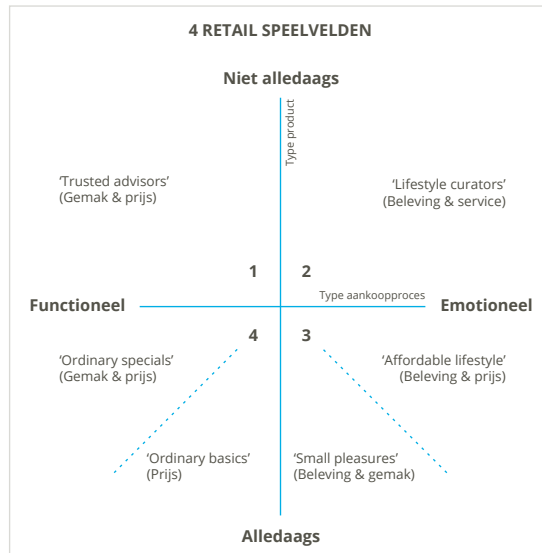 4 RETAIL SPEELVELDEN
Niet alledaags
Type product
‘Trusted advisors’
(Gemak & prijs)
‘Lifestyle curators’
(Beleving & service)
1
2
Functioneel
Type aankoopproces
Emotioneel
4
3
‘Ordinary specials’
(Gemak & prijs)
‘Affordable lifestyle’
(Beleving & prijs)
‘Ordinary basics’
(Prijs)
‘Small pleasures’
(Beleving & gemak)
Alledaags